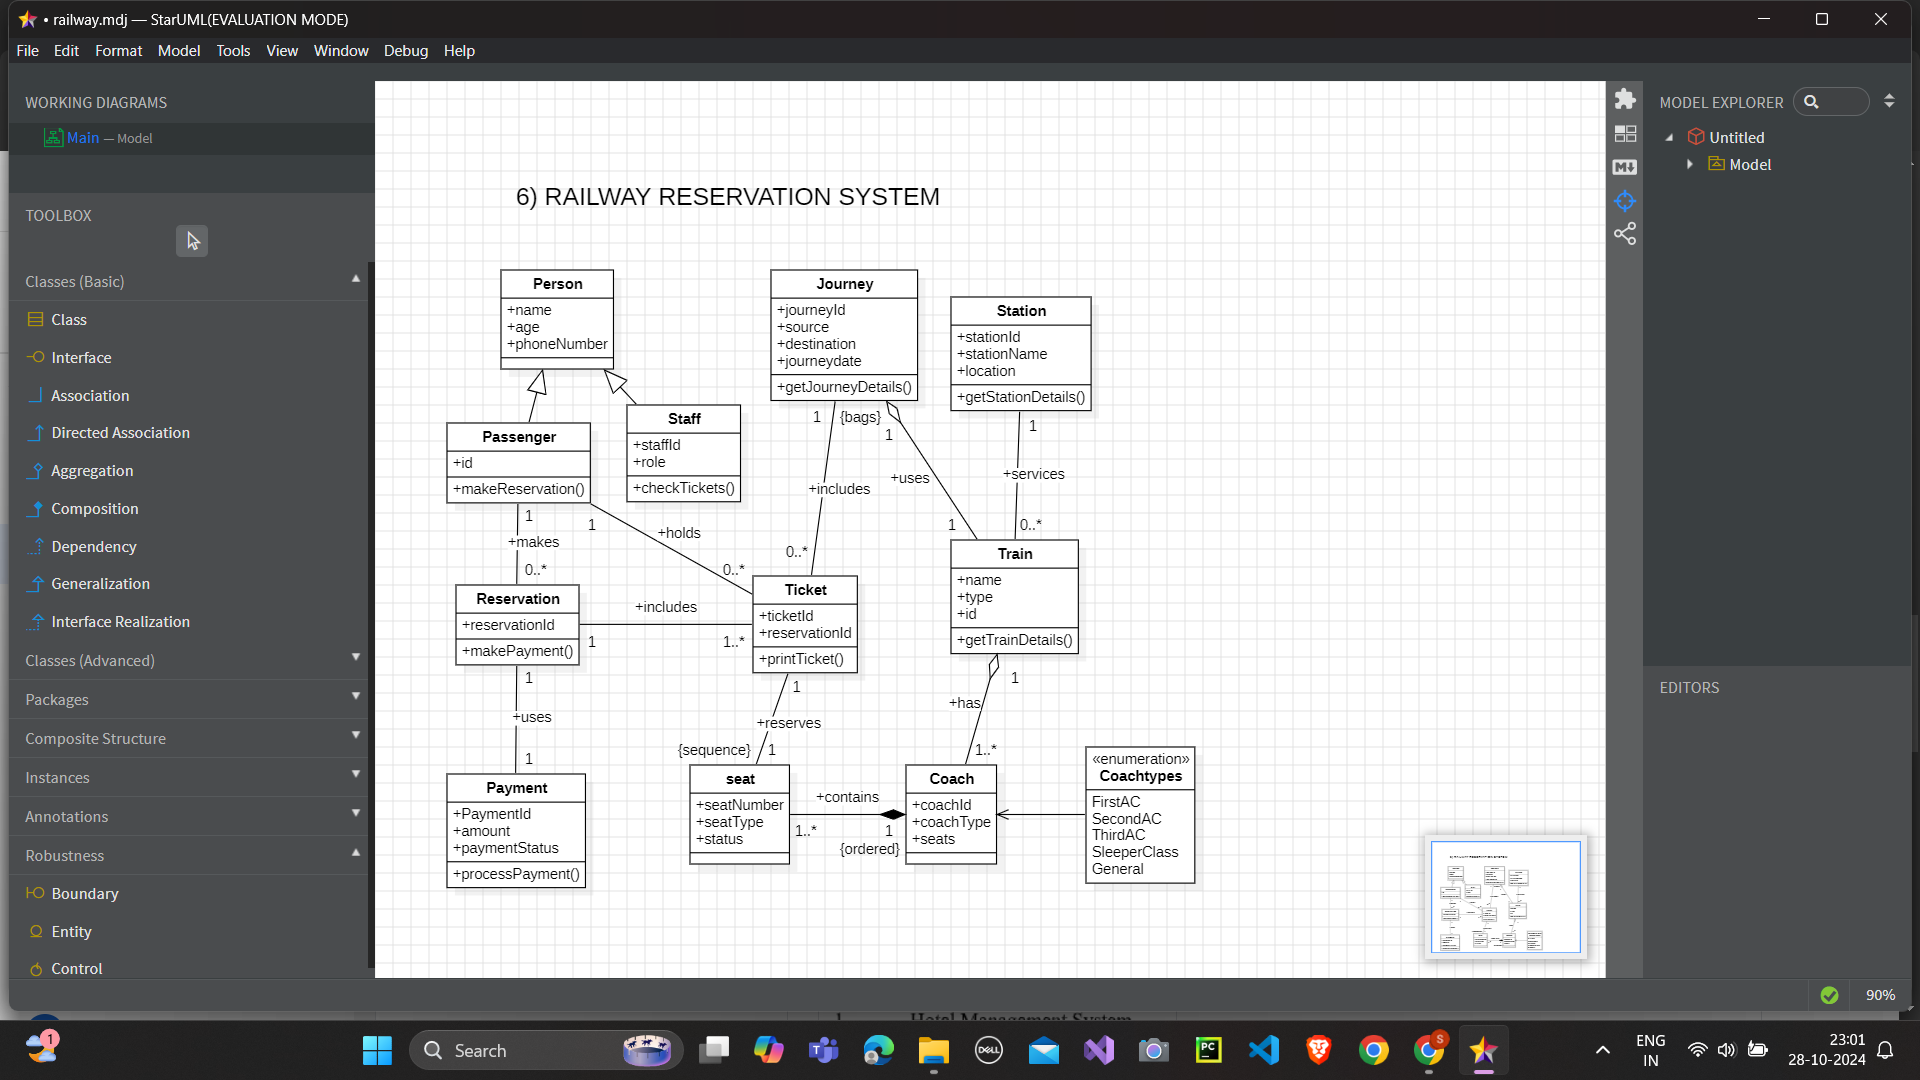 • railway.mdj — StarUML(EVALUATION MODE)
File Edit Format Model Tools View Window Debug Help
WORKING DIAGRAMS
Main — Model
TOOLBOX
Classes (Basic)
Class
Interface
Association
Directed Association
Aggregation
Composition
Dependency
Generalization
Interface Realization
Classes (Advanced)
Packages
Composite Structure
Instances
Annotations
Robustness
Boundary
Entity
Control
6) RAILWAY RESERVATION SYSTEM
Person
+name
+age
+phoneNumber
Journey
+journeyId
+source
+destination
+journeydate
+getJourneyDetails()
Station
+stationId
+stationName
+location
+getStationDetails()
Staff
+staffId
+role
+checkTickets()
Passenger
+id
+makeReservation()
1 {bags}
1
+includes
0..*
+uses
1
1
+services
0..*
1
+makes
0..*
1
+holds
0..*
Reservation
+reservationId
+makePayment()
+includes
1
1..*
Ticket
+ticketId
+reservationId
+printTicket()
Train
+name
+type
+id
+getTrainDetails()
1
+uses
1
1
+reserves
{sequence} 1
1
+has
1..*
Payment
+PaymentId
+amount
+paymentStatus
+processPayment()
seat
+seatNumber
+seatType
+status
+contains
1..*
1
{ordered}
Coach
+coachId
+coachType
+seats
«enumeration»
Coachtypes
FirstAC
SecondAC
ThirdAC
SleeperClass
General
M
MODEL EXPLORER
Untitled
Model
EDITORS
90%
1 Hotel Management System
1
Search
DELL
PC
S
ENG
IN
23:01
28-10-2024